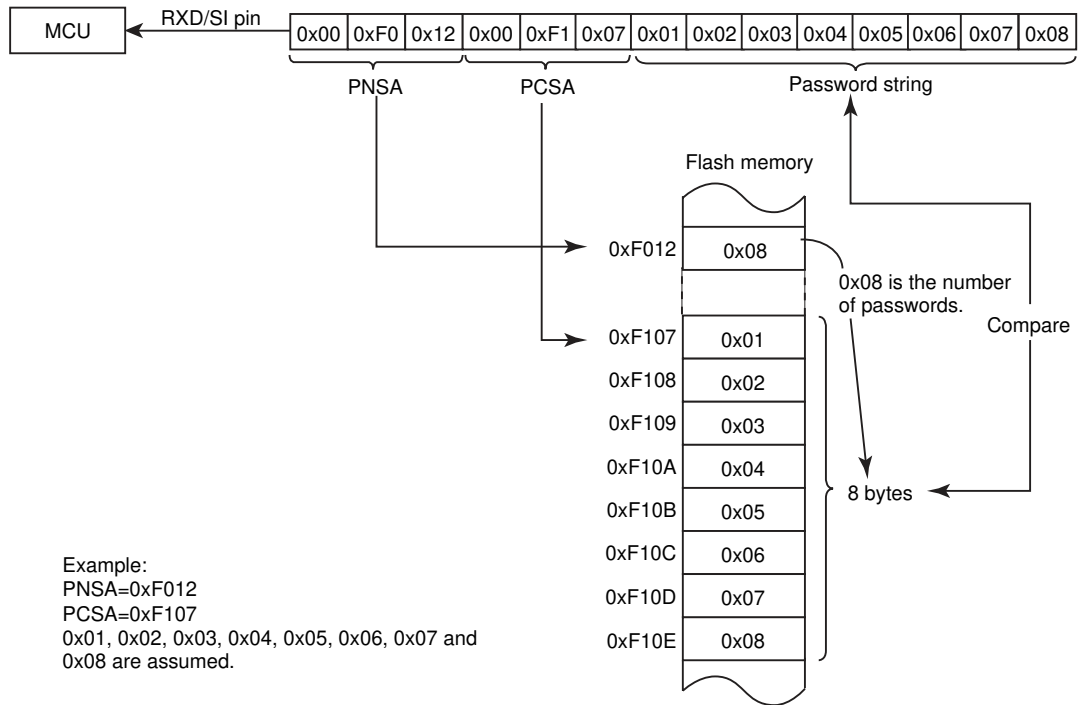 MCU
RXD/SI pin
0x00 0xF0 0x12 0x00 0xF1 0x07 0x01 0x02 0x03 0x04 0x05 0x06 0x07 0x08
PNSA
PCSA
Password string
Flash memory
0xF012 0x08
0x08 is the number
of passwords.
Compare
0xF107 0x01
0xF108 0x02
0xF109 0x03
0xF10A 0x04
8 bytes
0xF10B 0x05
0xF10C 0x06
0xF10D 0x07
0xF10E 0x08
Example:
PNSA=0xF012
PCSA=0xF107
0x01, 0x02, 0x03, 0x04, 0x05, 0x06, 0x07 and
0x08 are assumed.